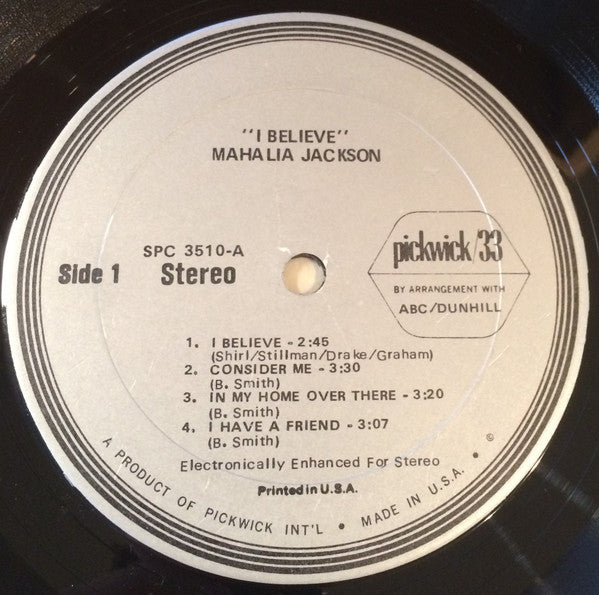 "I BELIEVE"
MAHALIA JACKSON
SPC 3510-A
Side 1 Stereo
pickwick/33
BY ARRANGEMENT WITH
ABC/DUNHILL
1. I BELIEVE - 2:45
(Shirl/Stillman/Drake/Graham)
2. CONSIDER ME - 3:30
(B. Smith)
3. IN MY HOME OVER THERE - 3:20
(B. Smith)
4. I HAVE A FRIEND - 3:07
(B. Smith)
Electronically Enhanced For Stereo
Printed in U.S.A.
A PRODUCT OF PICKWICK INT'L • MADE IN U.S.A. • ©